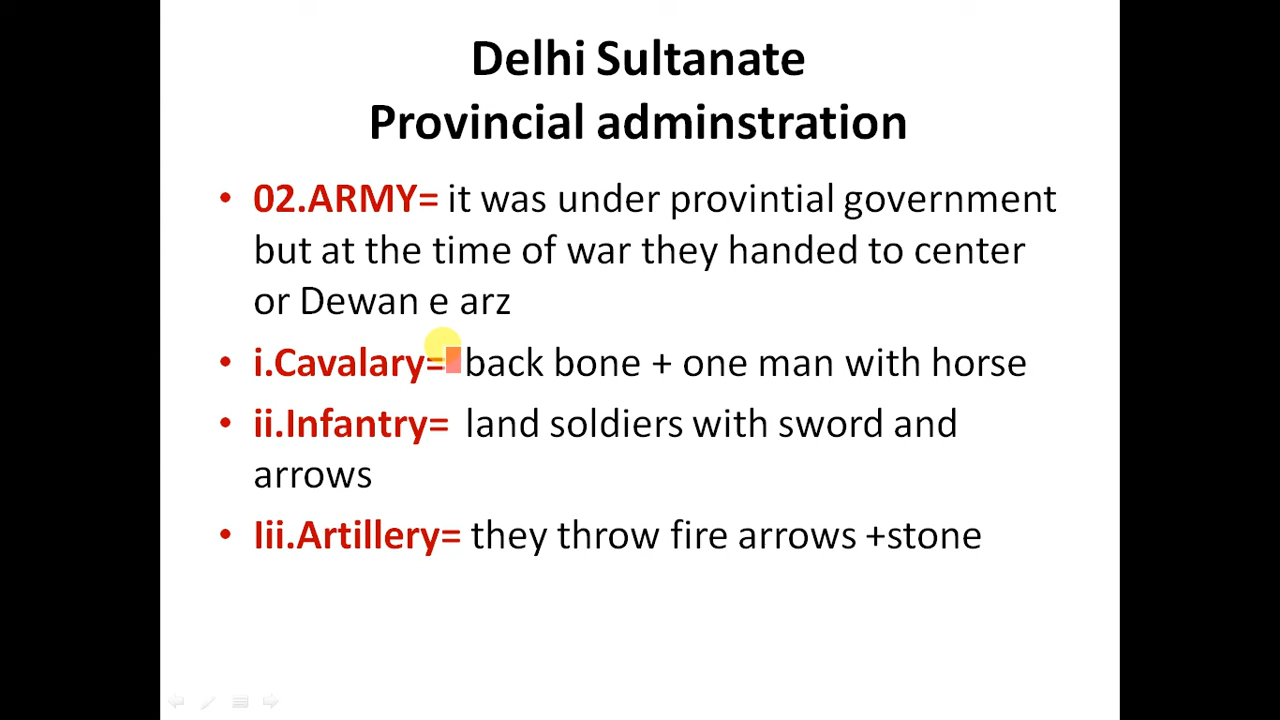 Delhi Sultanate
Provincial adminstration
• 02.ARMY= it was under provintial government
but at the time of war they handed to center
or Dewan e arz
• i.Cavalary= back bone + one man with horse
• ii.Infantry= land soldiers with sword and
arrows
• Iii.Artillery= they throw fire arrows +stone